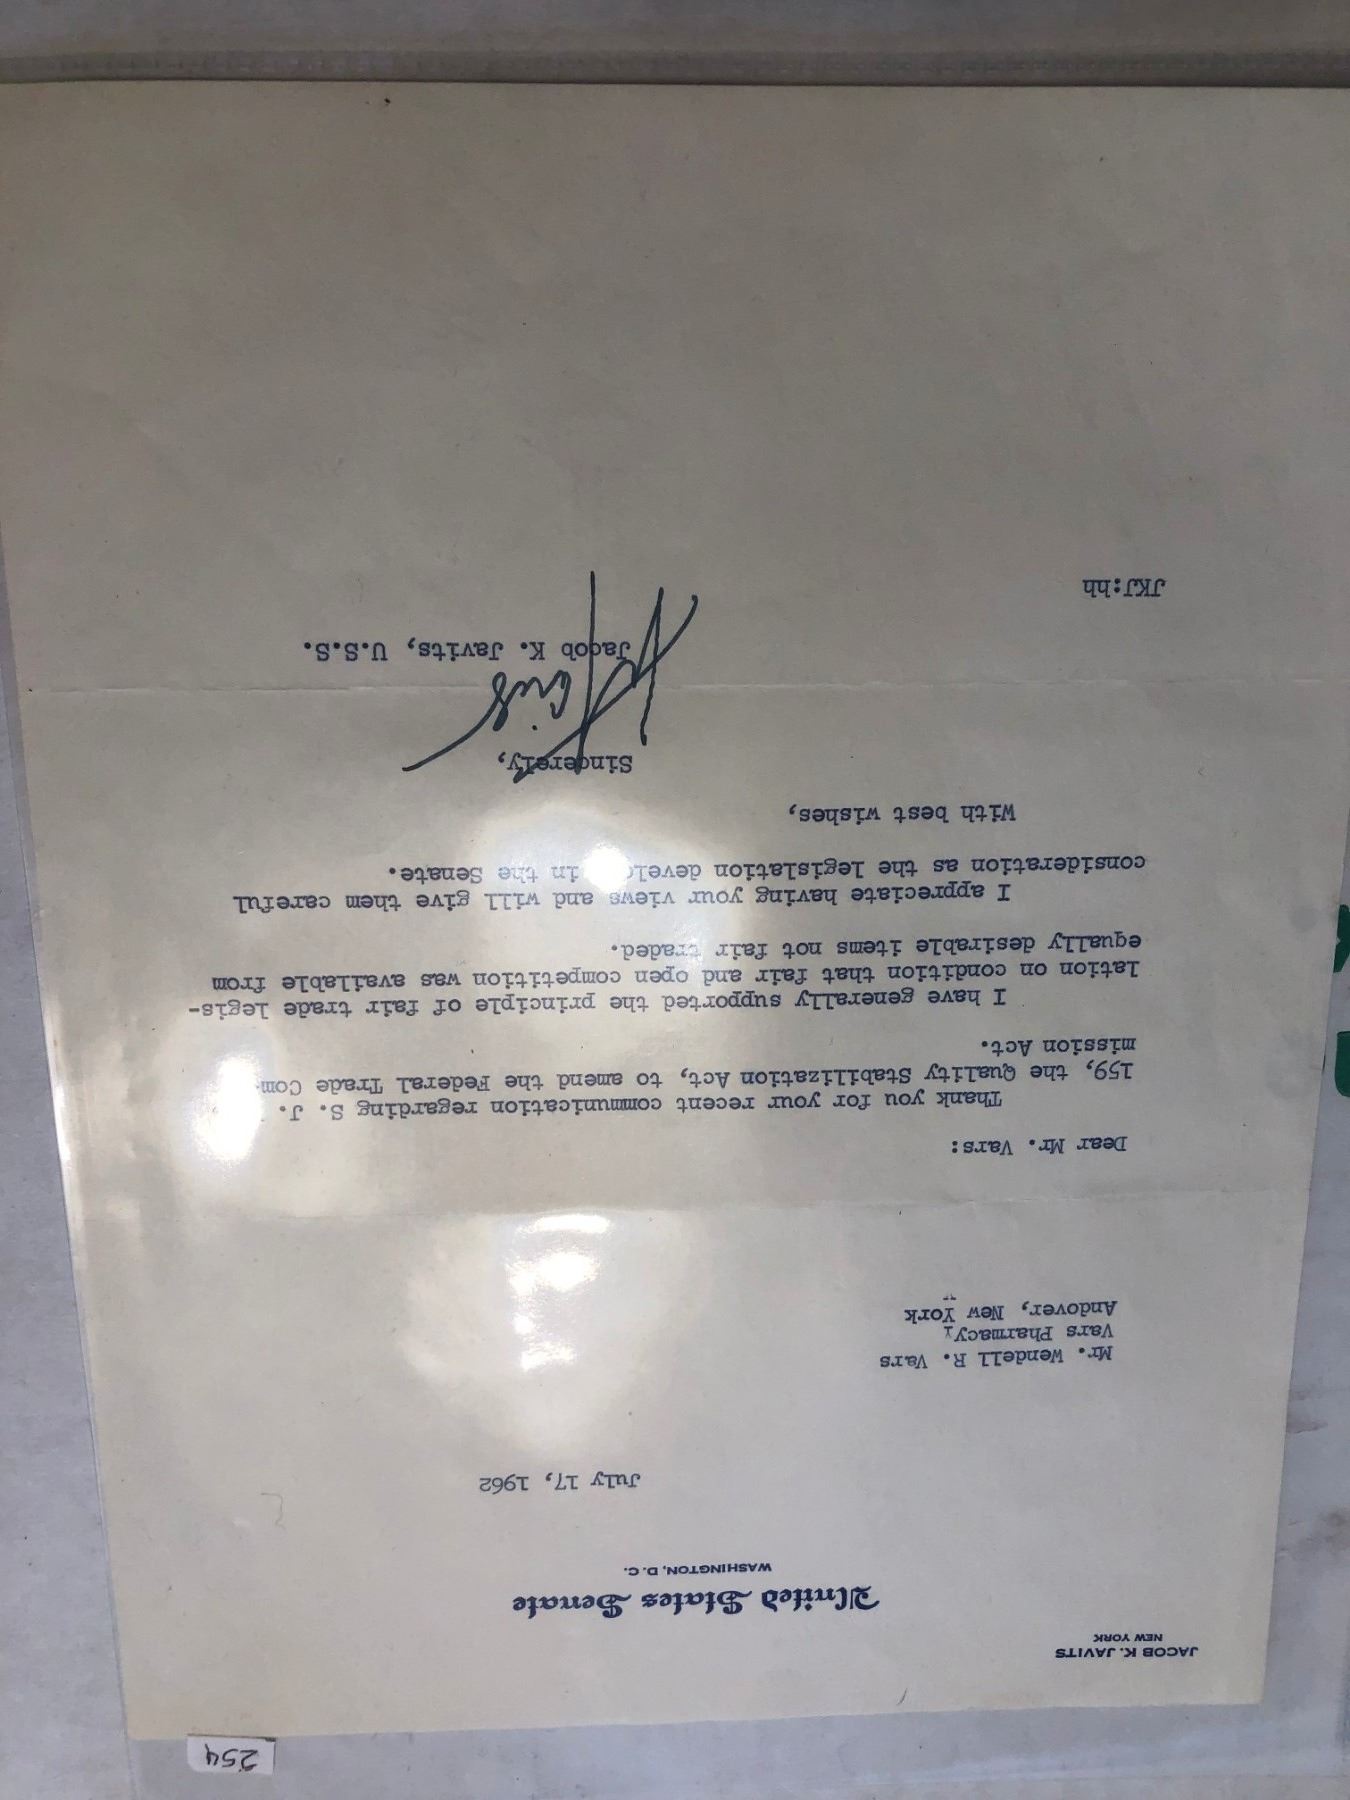 254
JACOB K. JAVITS
NEW YORK
United States Senate
WASHINGTON, D.C.
July 17, 1962
Mr. Wendell R. Vars
Vars Pharmacy
Andover, New York
Dear Mr. Vars:
Thank you for your recent communication regarding S. J.
159, the Quality Stabilization Act, to amend the Federal Trade Com-
mission Act.
I have generally supported the principle of fair trade legis-
lation on condition that fair and open competition was available from
equally desirable items not fair traded.
I appreciate having your views and will give them careful
consideration as the legislation in the Senate.
With best wishes,
Sincerely,
JKJavits
Jacob K. Javits, U.S.S.
JKJ:hh